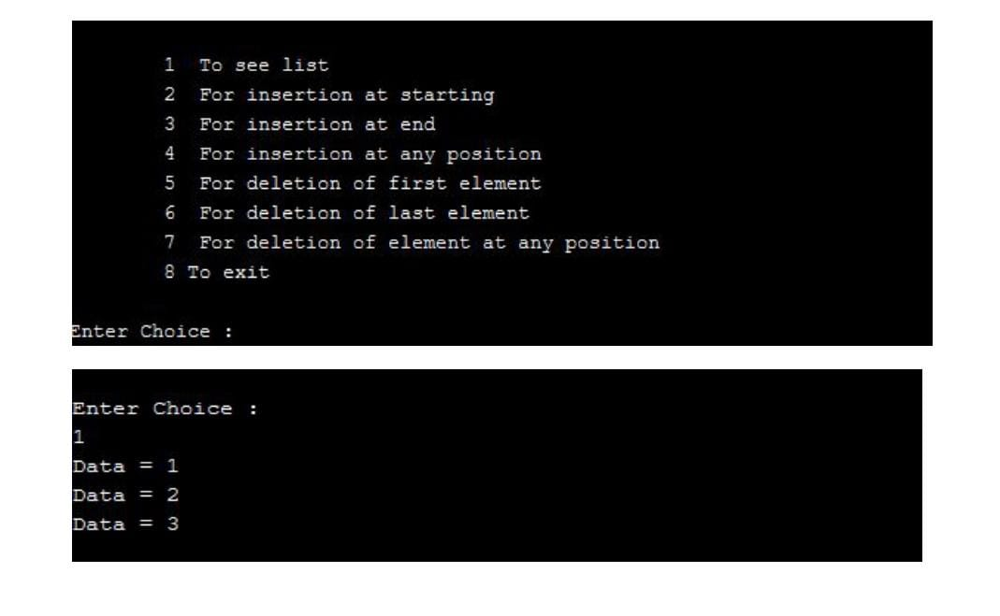 1 To see list
2 For insertion at starting
3 For insertion at end
4 For insertion at any position
5 For deletion of first element
6 For deletion of last element
7 For deletion of element at any position
8 To exit
Enter Choice :
Enter Choice :
1
Data = 1
Data = 2
Data = 3